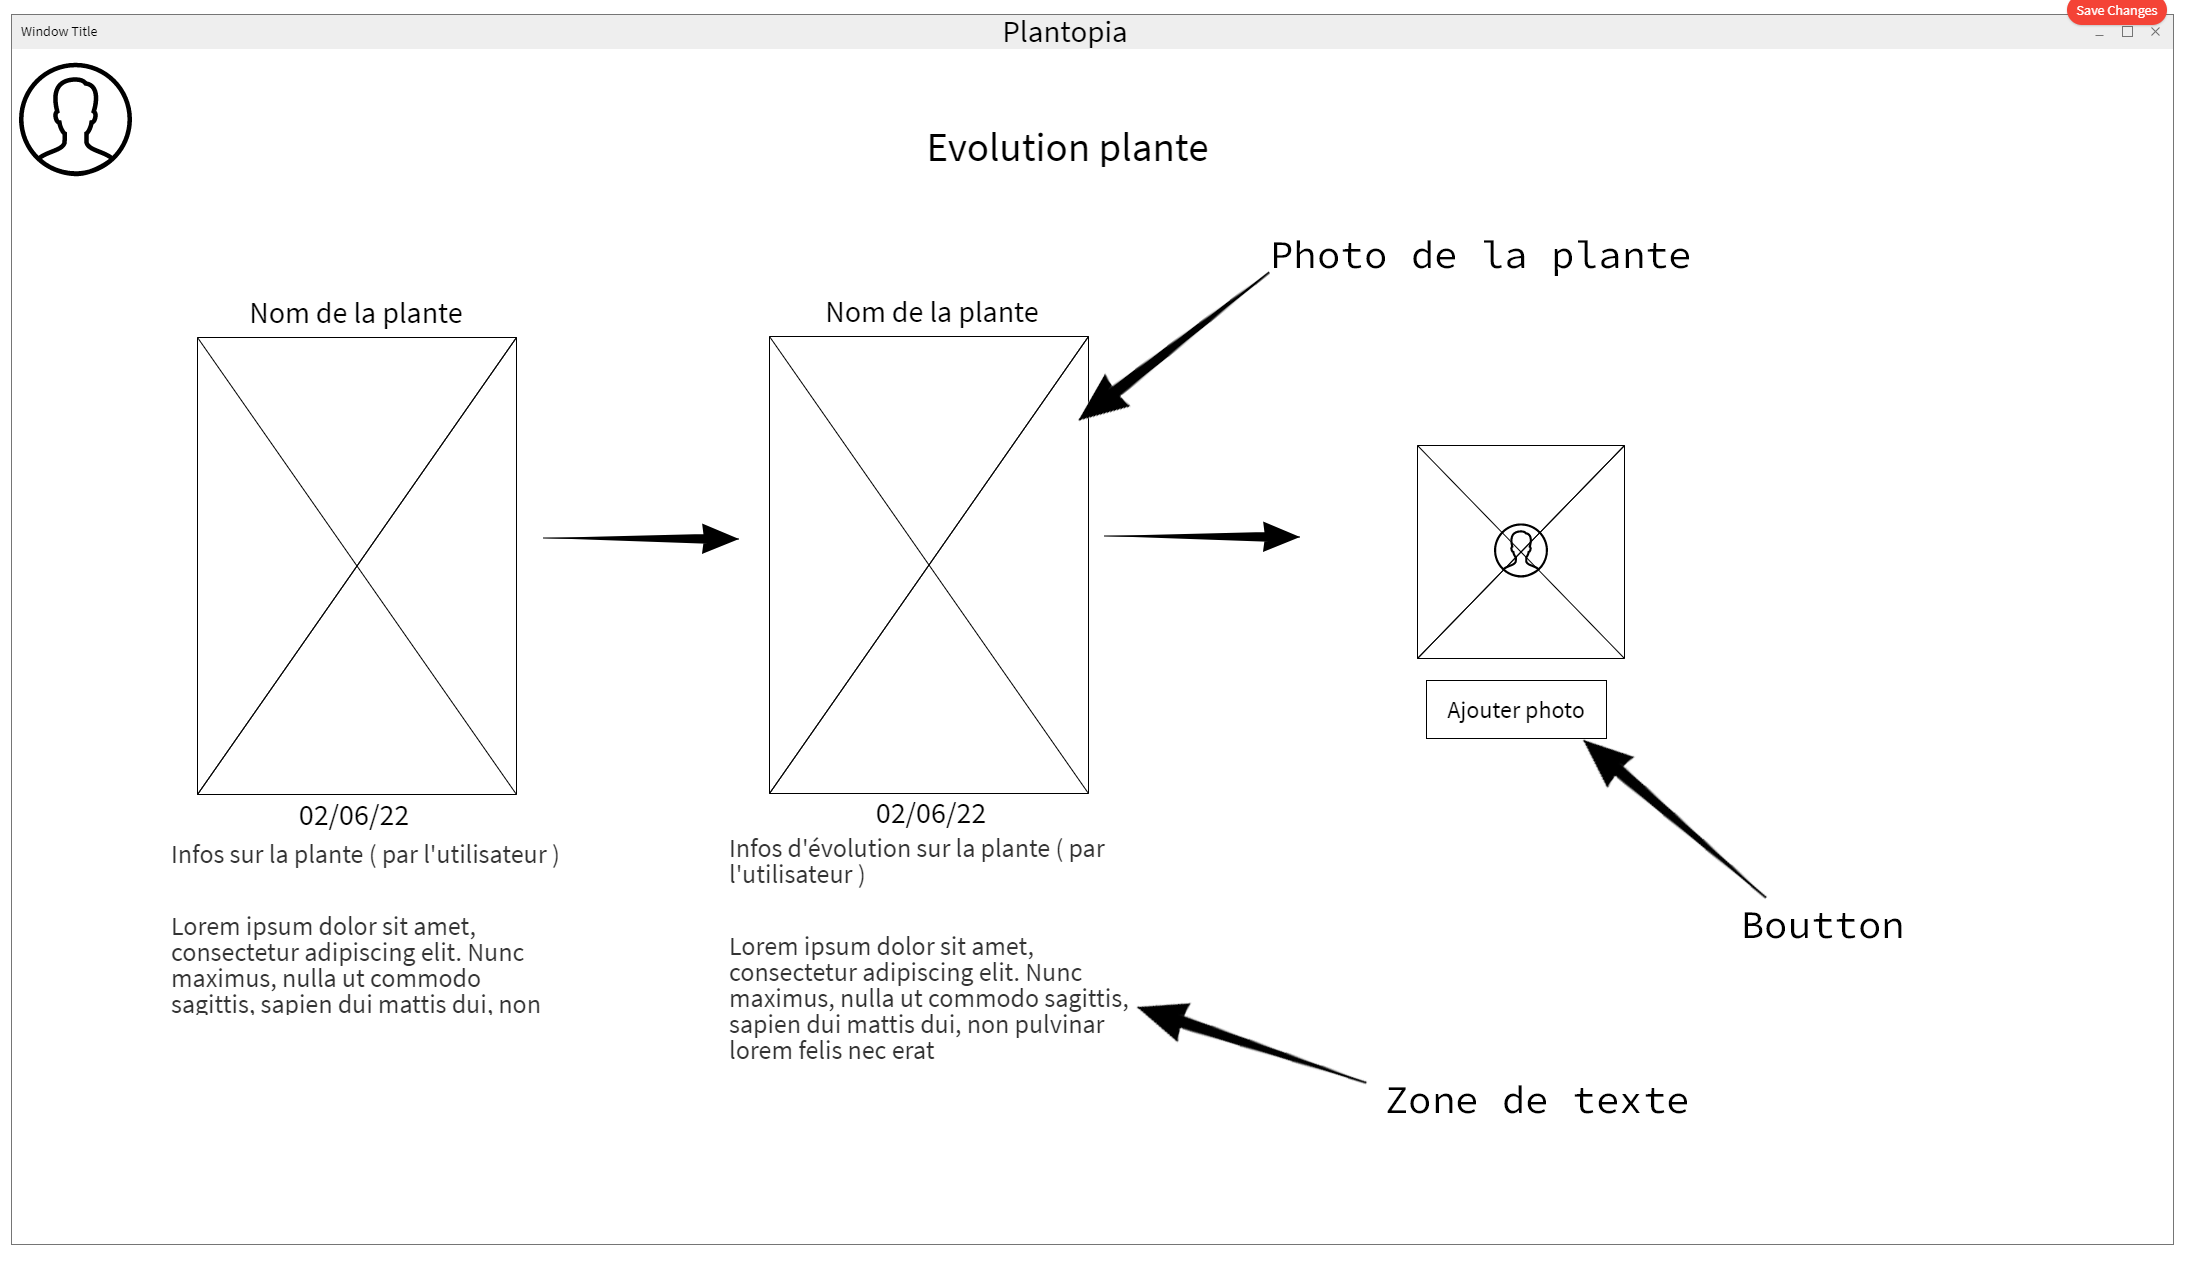 Save Changes
Window Title
Plantopia
Evolution plante
Photo de la plante
Nom de la plante
Nom de la plante
Ajouter photo
02/06/22
Infos sur la plante ( par l'utilisateur )
Lorem ipsum dolor sit amet,
consectetur adipiscing elit. Nunc
maximus, nulla ut commodo
sagittis, sapien dui mattis dui, non
02/06/22
Infos d'évolution sur la plante ( par
l'utilisateur )
Lorem ipsum dolor sit amet,
consectetur adipiscing elit. Nunc
maximus, nulla ut commodo sagittis,
sapien dui mattis dui, non pulvinar
lorem felis nec erat
Boutton
Zone de texte